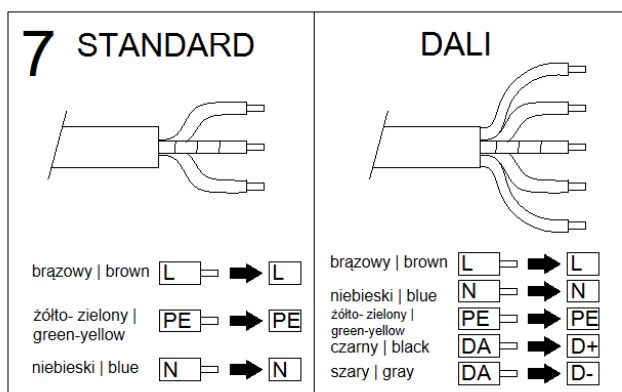 7 STANDARD
brązowy | brown L L
żółto- zielony |
green-yellow PE PE
niebieski | blue N N
DALI
brązowy | brown L L
niebieski | blue N N
żółto- zielony |
green-yellow PE PE
czarny | black DA D+
szary | gray DA D-